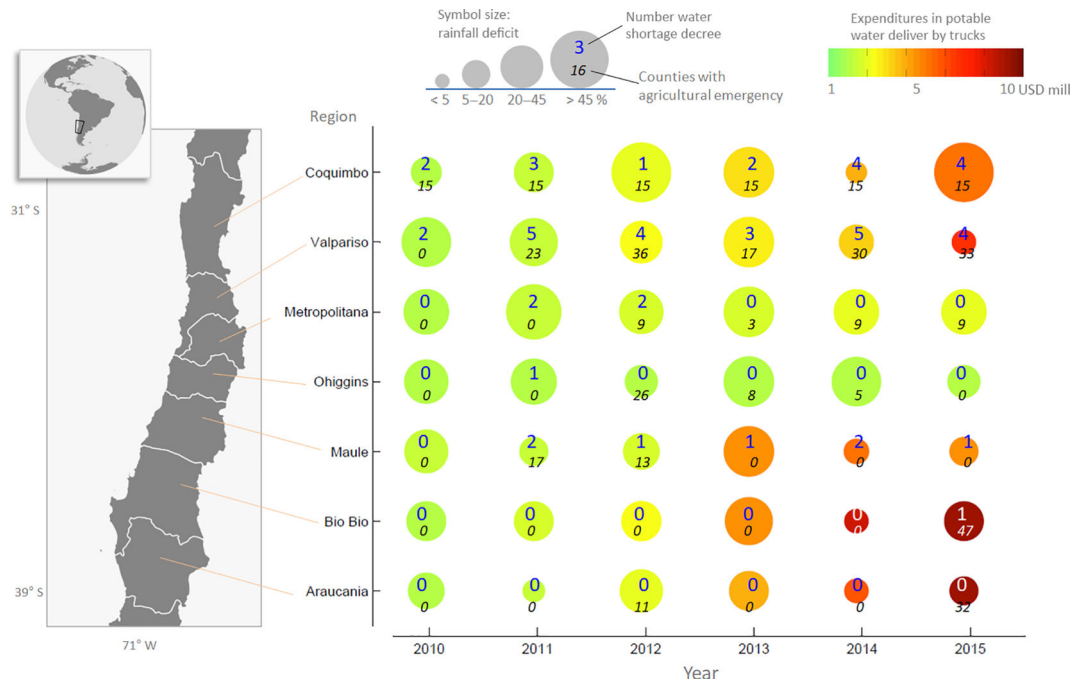 Symbol size:
rainfall deficit
3
16
Number water
shortage decree
Counties with
agricultural emergency
< 5 5–20 20–45 > 45 %
Expenditures in potable
water deliver by trucks
1 5 10 USD mill
Region
31° S
39° S
71° W
Coquimbo
2 3 1 2 4 4
15 15 15 15 15 15
Valpariso
2 5 4 3 5 4
0 23 36 17 30 33
Metropolitana
0 2 2 0 0 0
0 0 9 3 9 9
Ohiggins
0 1 0 0 0 0
0 0 26 8 5 0
Maule
0 2 1 1 2 1
0 17 13 0 0 0
Bio Bio
0 0 0 0 0 1
0 0 0 0 0 47
Araucania
0 0 0 0 0 0
0 0 11 0 0 32
2010 2011 2012 2013 2014 2015
Year